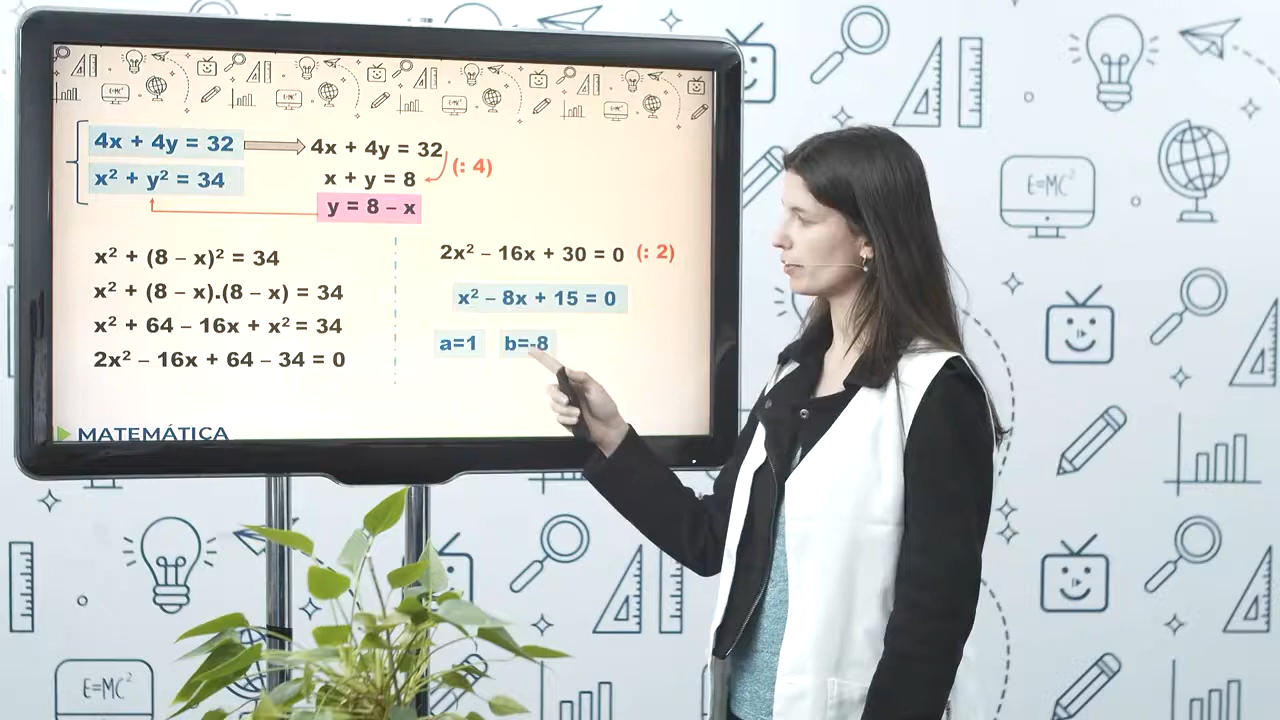 4x + 4y = 32
x² + y² = 34
4x + 4y = 32
(: 4)
x + y = 8
y = 8 – x
x² + (8 – x)² = 34
x² + (8 – x).(8 – x) = 34
x² + 64 – 16x + x² = 34
2x² – 16x + 64 – 34 = 0
2x² – 16x + 30 = 0 (: 2)
x² – 8x + 15 = 0
a=1 b=-8
MATEMÁTICA
E=MC²
E=MC²